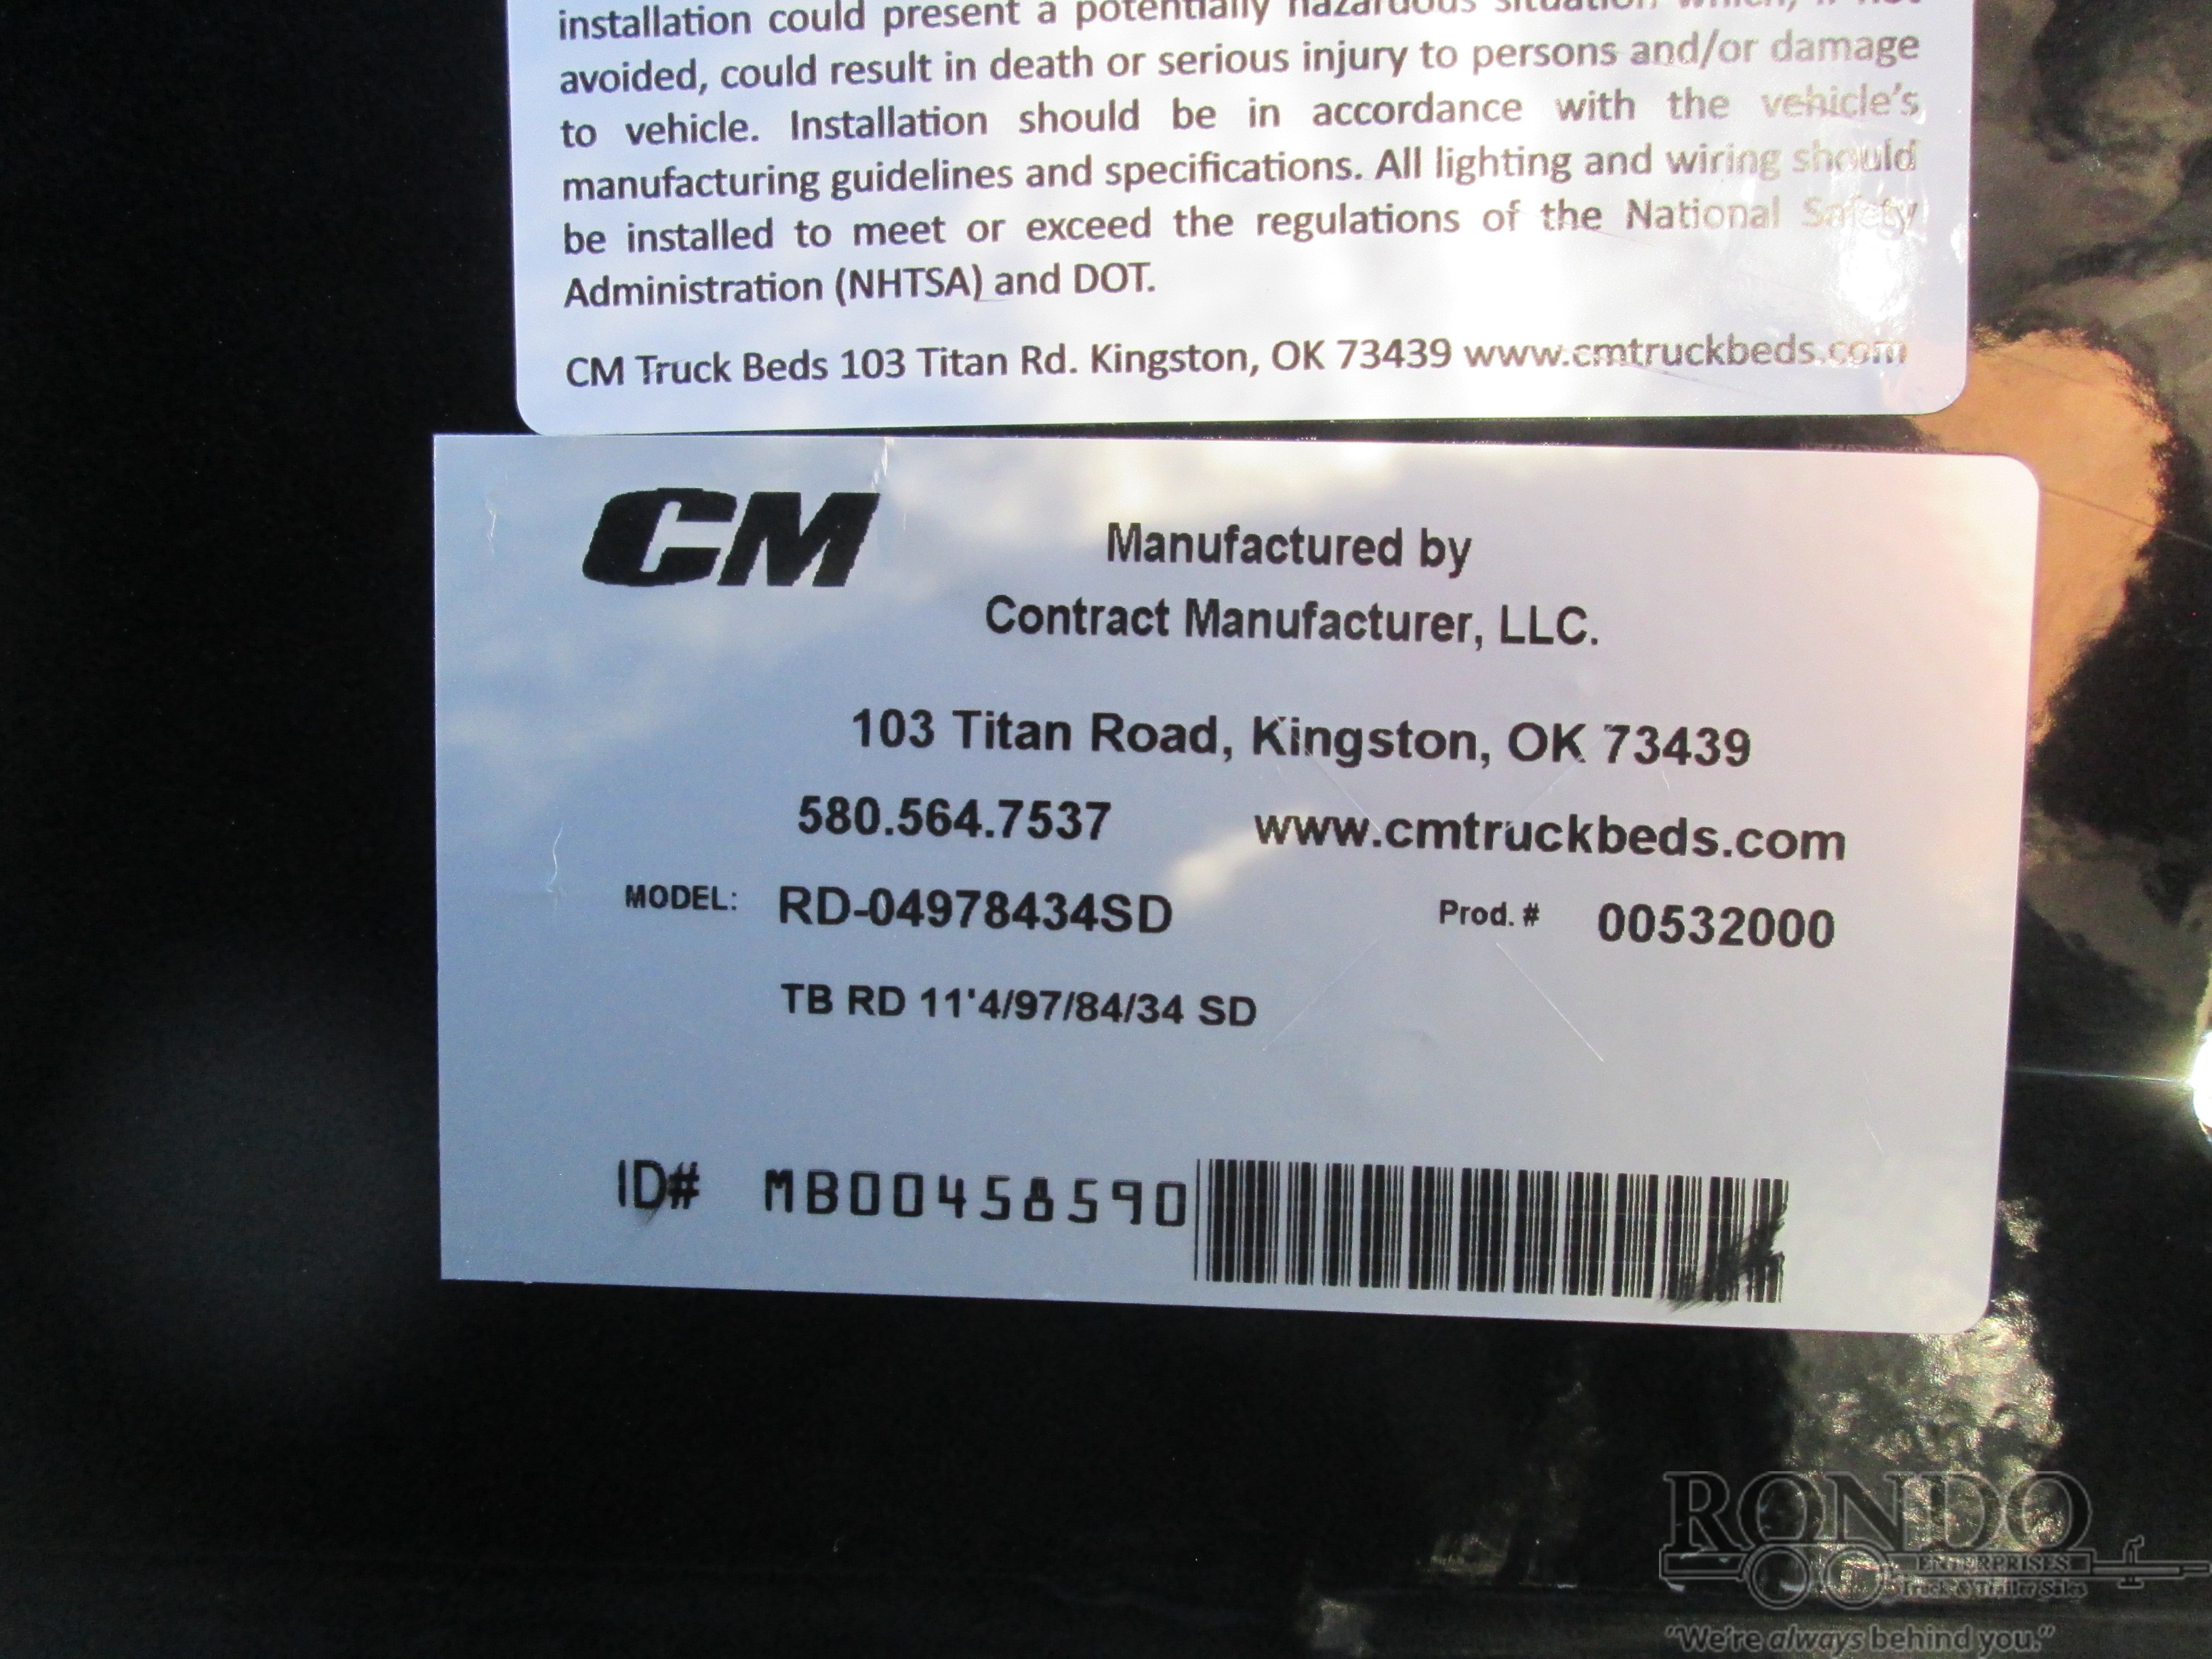 installation could present a potentially hazardous situation which, if not
avoided, could result in death or serious injury to persons and/or damage
to vehicle. Installation should be in accordance with the vehicle's
manufacturing guidelines and specifications. All lighting and wiring should
be installed to meet or exceed the regulations of the National Safety
Administration (NHTSA) and DOT.
CM Truck Beds 103 Titan Rd. Kingston, OK 73439 www.cmtruckbeds.com
CM
Manufactured by
Contract Manufacturer, LLC.
103 Titan Road, Kingston, OK 73439
580.564.7537 www.cmtruckbeds.com
MODEL: RD-04978434SD Prod. # 00532000
TB RD 11'4/97/84/34 SD
ID# MB00458590
RONDO
ENTERPRISES
Truck & Trailer Sales
"We're always behind you."